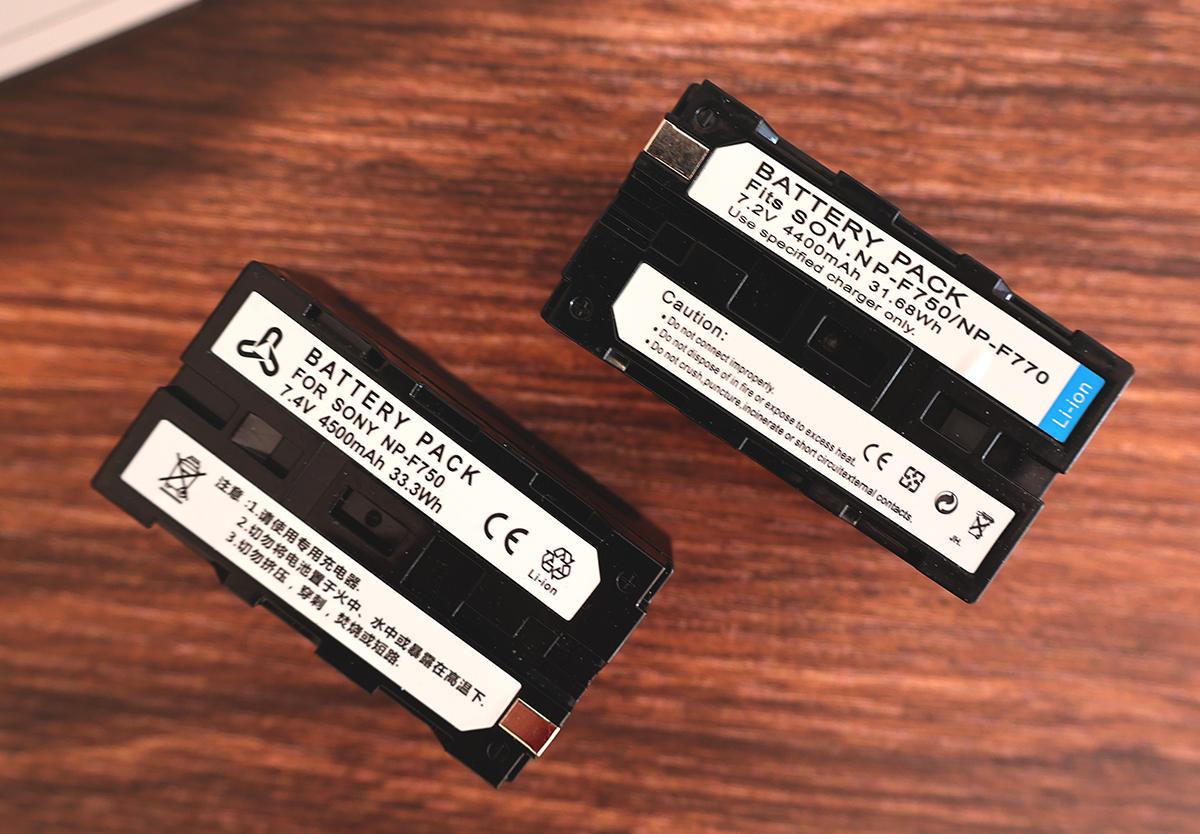 BATTERY PACK
Fits SON.NP-F750/NP-F770
7.2V 4400mAh 31.68Wh
Use specified charger only.
Li-ion
Caution:
• Do not connect improperly.
• Do not dispose of in fire or expose to excess heat.
• Do not crush,puncture,incinerate or short circuitexternal contacts.
CE
JH.
BATTERY PACK
FOR SONY NP-F750
7.4V 4500mAh 33.3Wh
CE
Li-ion
注意:1.请使用专用充电器.
2.切勿将电池置于火中、水中或暴露在高温下.
3.切勿挤压，穿刺，焚烧或短路.